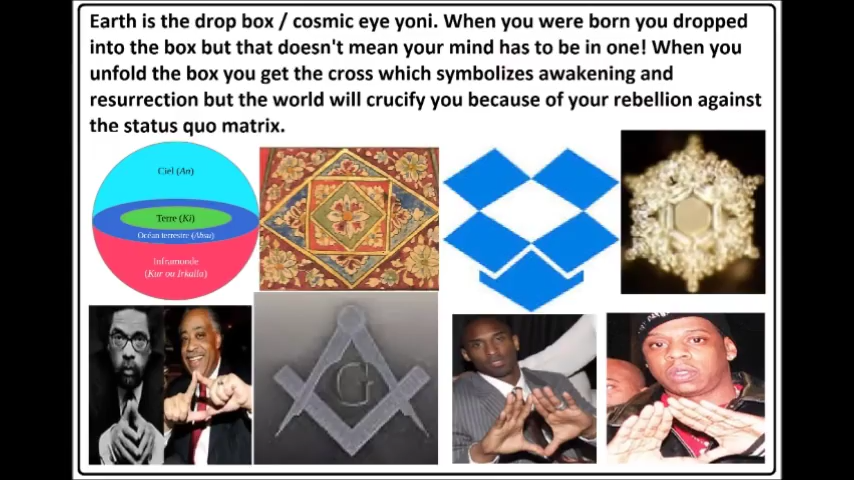 Earth is the drop box / cosmic eye yoni. When you were born you dropped
into the box but that doesn't mean your mind has to be in one! When you
unfold the box you get the cross which symbolizes awakening and
resurrection but the world will crucify you because of your rebellion against
the status quo matrix.
Ciel (An)
Terre (Ki)
Océan terrestre (Absu)
Inframonde
(Kur ou Irkalla)
G